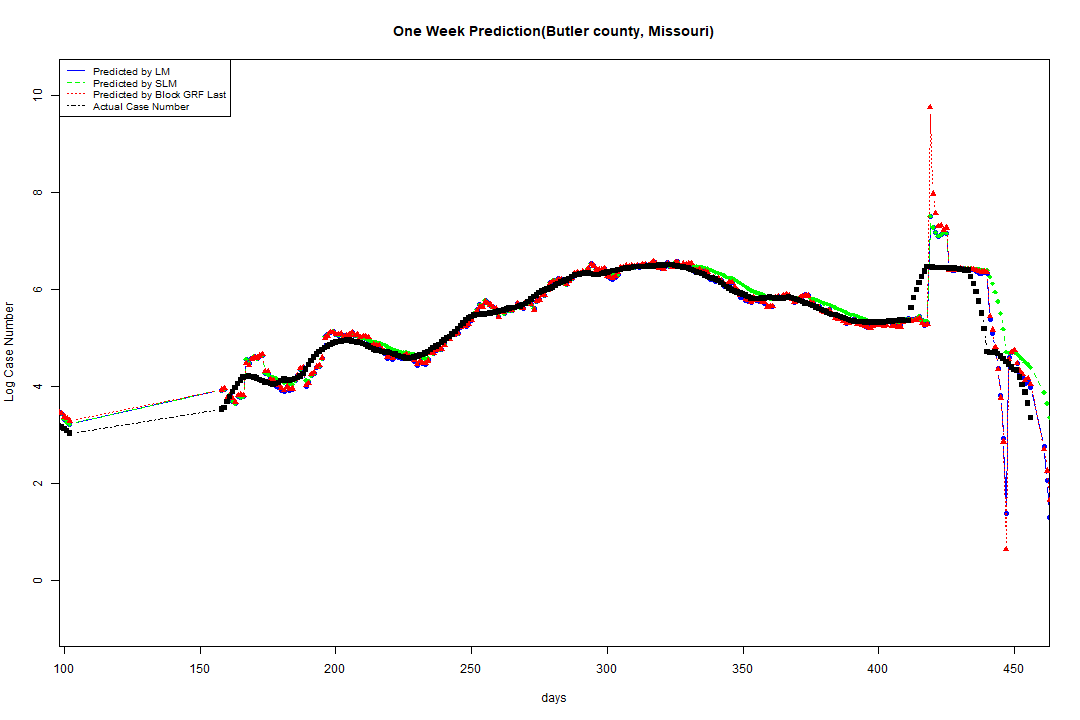 One Week Prediction(Butler county, Missouri)
Predicted by LM
Predicted by SLM
Predicted by Block GRF Last
Actual Case Number
Log Case Number
10
8
6
4
2
0
100 150 200 250 300 350 400 450
days